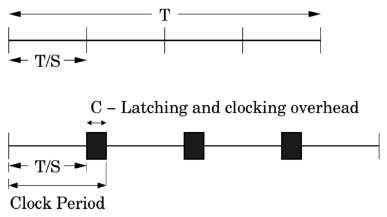 T
T/S
C – Latching and clocking overhead
T/S
Clock Period